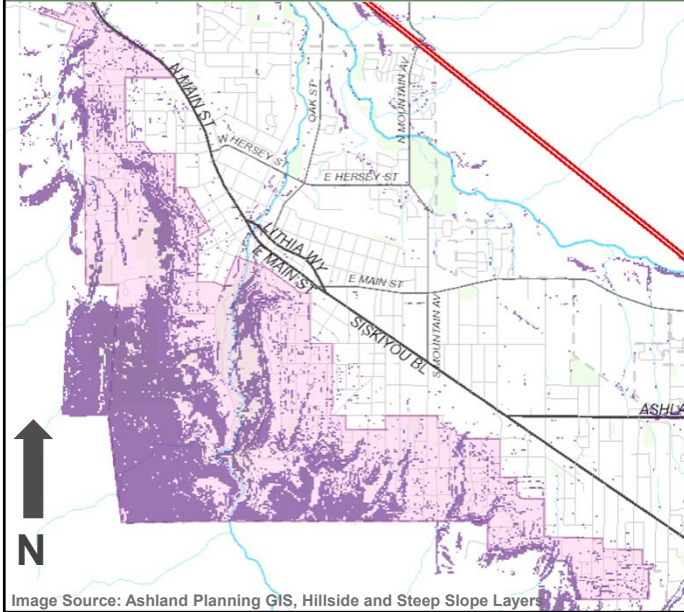 N MAIN ST
OAK ST
N MOUNTAIN AV
N HERSEY ST
E HERSEY ST
LITHIA WY
E MAIN ST
E MAIN ST
SISKIYOU BL
S MOUNTAIN AV
ASHLA
N
Image Source: Ashland Planning GIS, Hillside and Steep Slope Layers